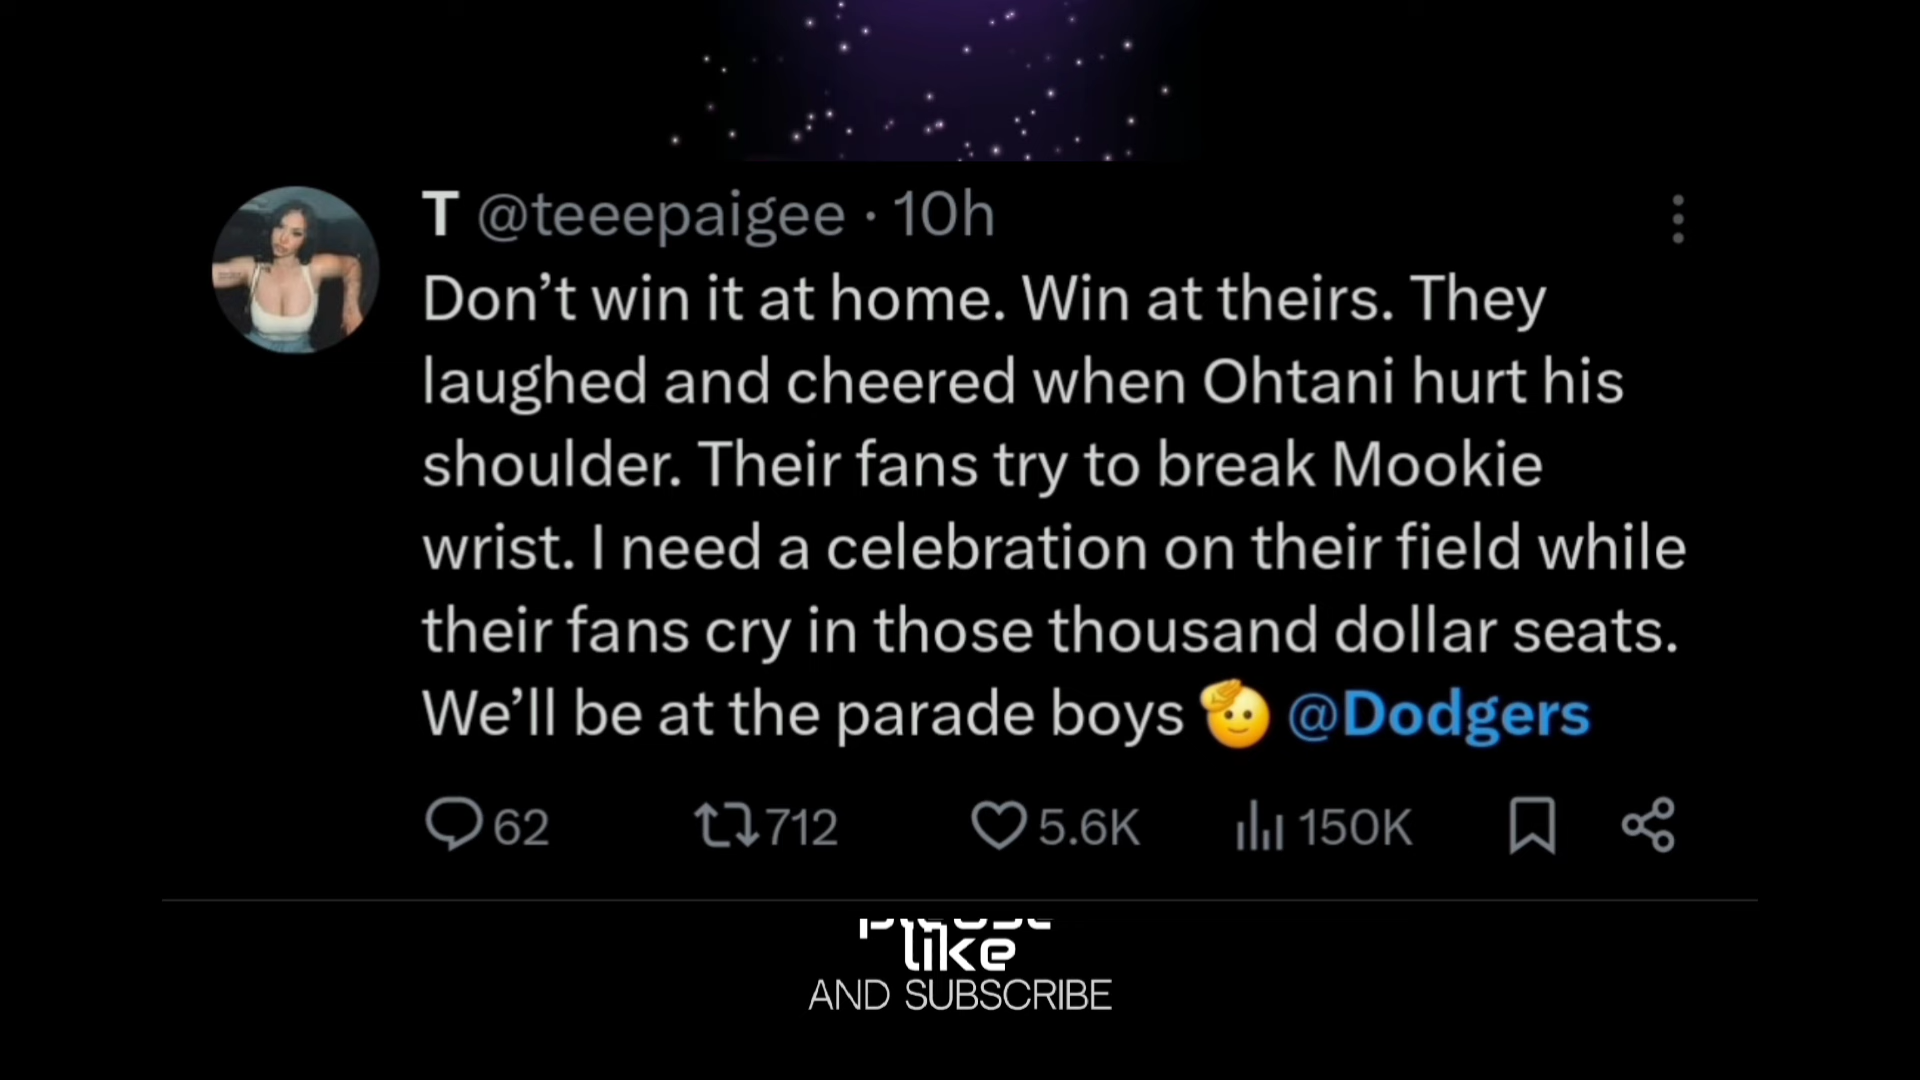 T @teeepaigee · 10h
Don’t win it at home. Win at theirs. They
laughed and cheered when Ohtani hurt his
shoulder. Their fans try to break Mookie
wrist. I need a celebration on their field while
their fans cry in those thousand dollar seats.
We’ll be at the parade boys 🫡 @Dodgers
62 712 5.6K 150K
like
AND SUBSCRIBE